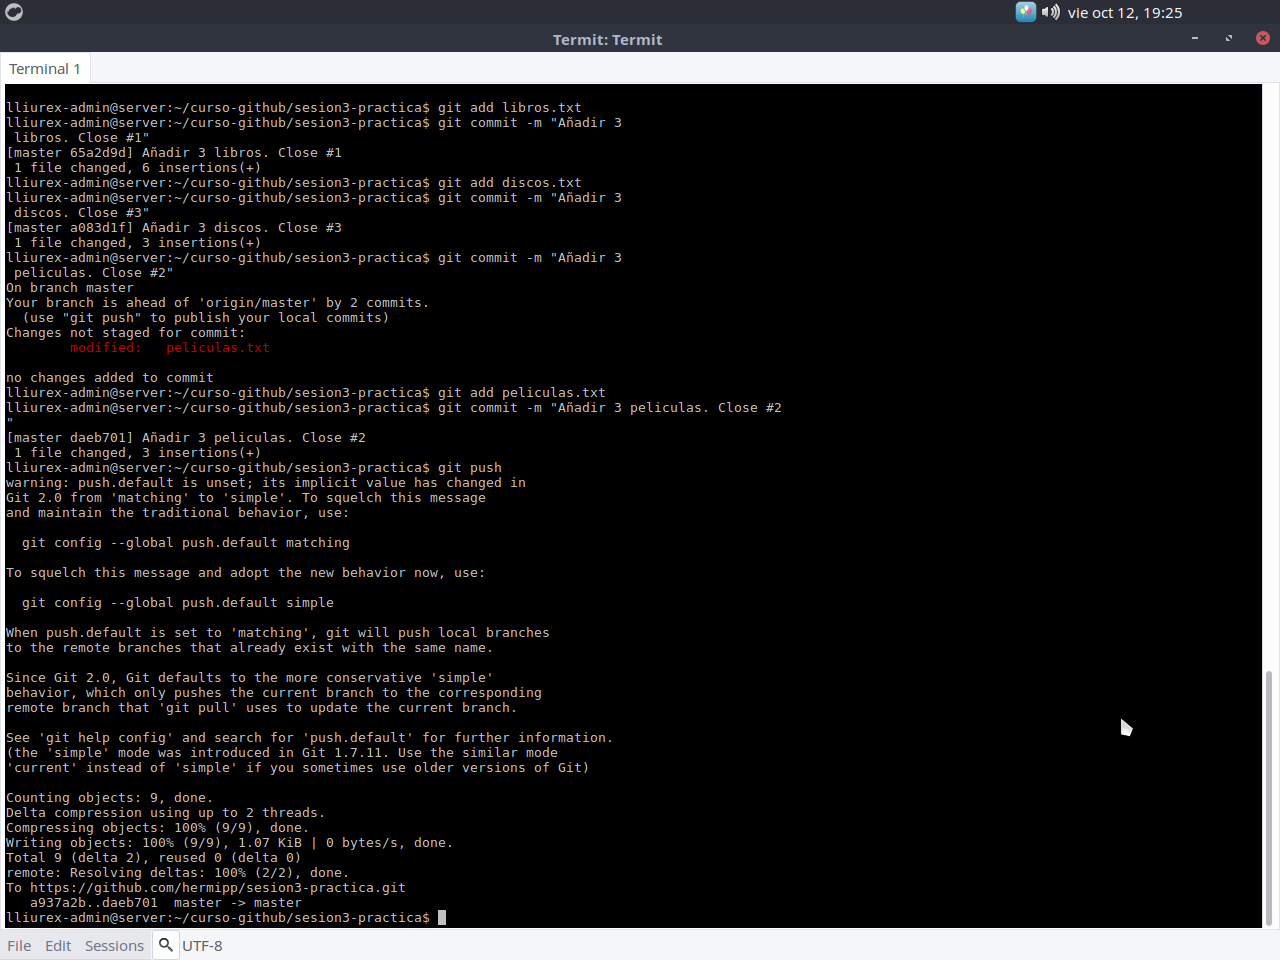 vie oct 12, 19:25
Termit: Termit
Terminal 1
lliurex-admin@server:~/curso-github/sesion3-practica$ git add libros.txt
lliurex-admin@server:~/curso-github/sesion3-practica$ git commit -m "Añadir 3
 libros. Close #1"
[master 65a2d9d] Añadir 3 libros. Close #1
 1 file changed, 6 insertions(+)
lliurex-admin@server:~/curso-github/sesion3-practica$ git add discos.txt
lliurex-admin@server:~/curso-github/sesion3-practica$ git commit -m "Añadir 3
 discos. Close #3"
[master a083d1f] Añadir 3 discos. Close #3
 1 file changed, 3 insertions(+)
lliurex-admin@server:~/curso-github/sesion3-practica$ git commit -m "Añadir 3
 peliculas. Close #2"
On branch master
Your branch is ahead of 'origin/master' by 2 commits.
  (use "git push" to publish your local commits)
Changes not staged for commit:
        modified:   peliculas.txt
no changes added to commit
lliurex-admin@server:~/curso-github/sesion3-practica$ git add peliculas.txt
lliurex-admin@server:~/curso-github/sesion3-practica$ git commit -m "Añadir 3 peliculas. Close #2
"
[master daeb701] Añadir 3 peliculas. Close #2
 1 file changed, 3 insertions(+)
lliurex-admin@server:~/curso-github/sesion3-practica$ git push
warning: push.default is unset; its implicit value has changed in
Git 2.0 from 'matching' to 'simple'. To squelch this message
and maintain the traditional behavior, use:
  git config --global push.default matching
To squelch this message and adopt the new behavior now, use:
  git config --global push.default simple
When push.default is set to 'matching', git will push local branches
to the remote branches that already exist with the same name.
Since Git 2.0, Git defaults to the more conservative 'simple'
behavior, which only pushes the current branch to the corresponding
remote branch that 'git pull' uses to update the current branch.
See 'git help config' and search for 'push.default' for further information.
(the 'simple' mode was introduced in Git 1.7.11. Use the similar mode
'current' instead of 'simple' if you sometimes use older versions of Git)
Counting objects: 9, done.
Delta compression using up to 2 threads.
Compressing objects: 100% (9/9), done.
Writing objects: 100% (9/9), 1.07 KiB | 0 bytes/s, done.
Total 9 (delta 2), reused 0 (delta 0)
remote: Resolving deltas: 100% (2/2), done.
To https://github.com/hermipp/sesion3-practica.git
   a937a2b..daeb701  master -> master
lliurex-admin@server:~/curso-github/sesion3-practica$
File Edit Sessions UTF-8